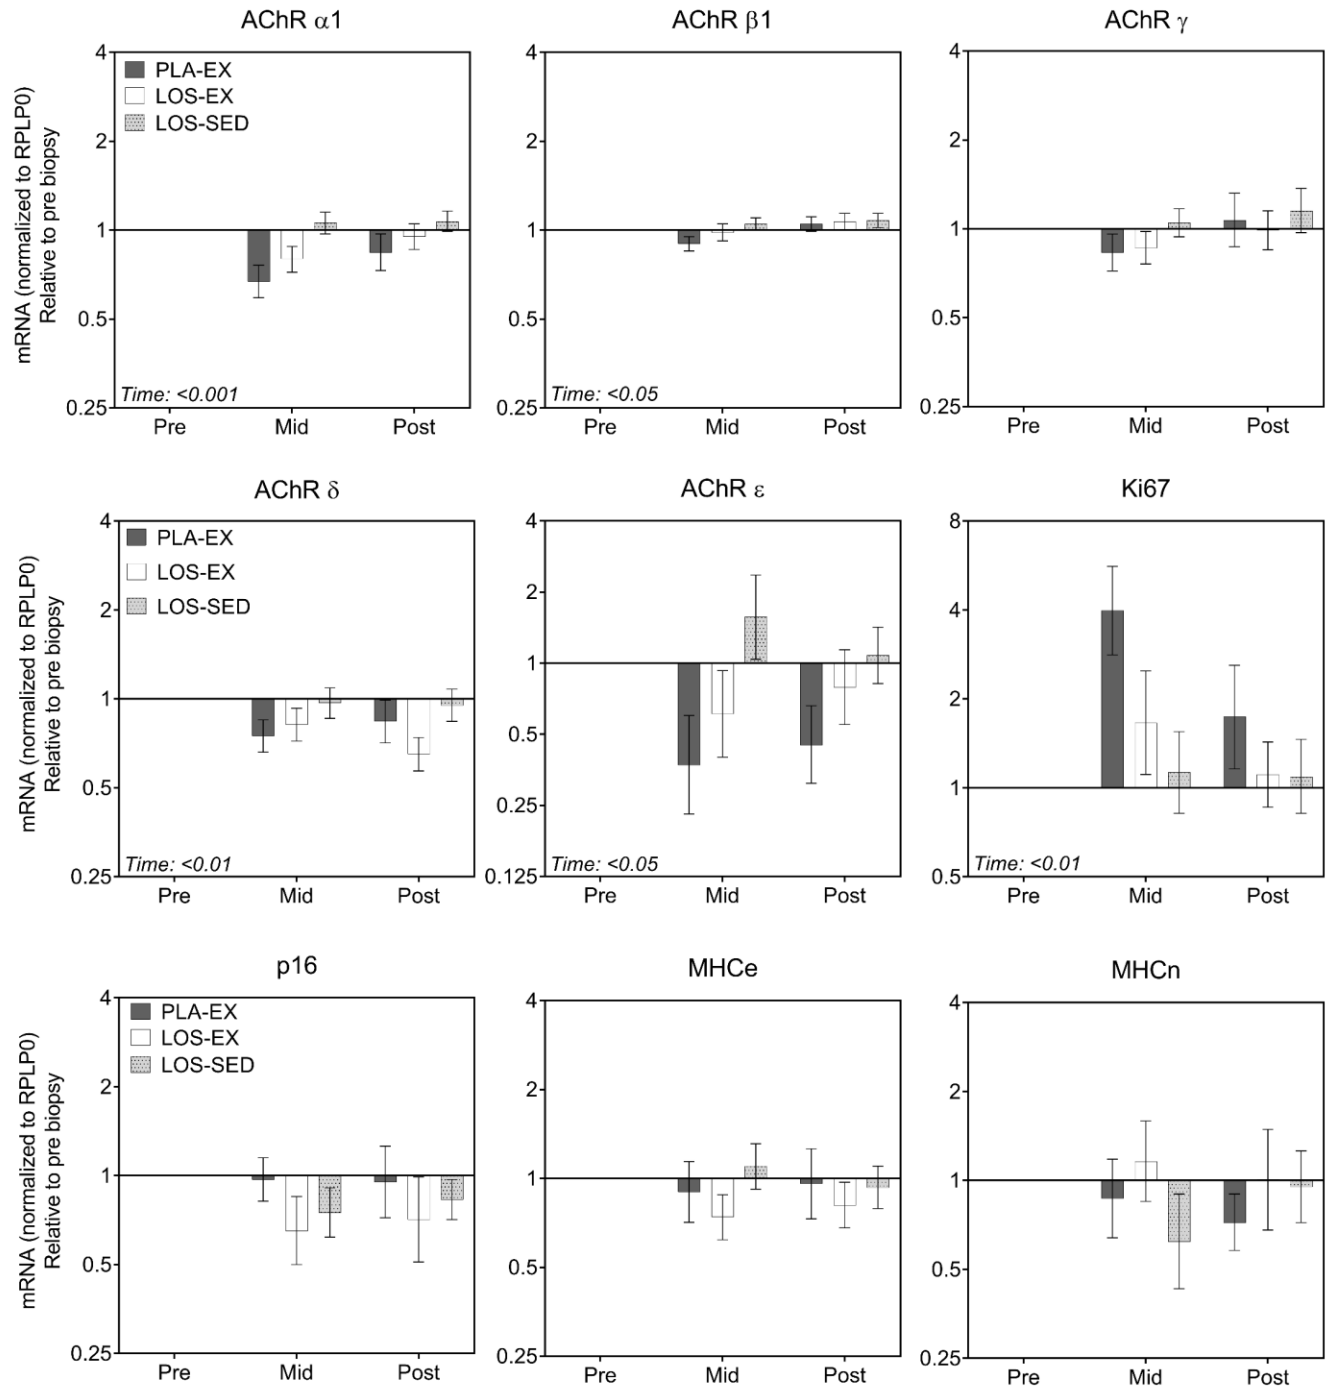 AChR α1
AChR β1
AChR γ
mRNA (normalized to RPLP0)
Relative to pre biopsy
4
2
1
0.5
0.25
PLA-EX
LOS-EX
LOS-SED
Time: <0.001
Pre
Mid
Post
4
2
1
0.5
0.25
Time: <0.05
Pre
Mid
Post
4
2
1
0.5
0.25
Pre
Mid
Post
AChR δ
AChR ε
Ki67
mRNA (normalized to RPLP0)
Relative to pre biopsy
4
2
1
0.5
0.25
PLA-EX
LOS-EX
LOS-SED
Time: <0.01
Pre
Mid
Post
4
2
1
0.5
0.25
0.125
Time: <0.05
Pre
Mid
Post
8
4
2
1
0.5
Time: <0.01
Pre
Mid
Post
p16
MHCe
MHCn
mRNA (normalized to RPLP0)
Relative to pre biopsy
4
2
1
0.5
0.25
PLA-EX
LOS-EX
LOS-SED
Pre
Mid
Post
4
2
1
0.5
0.25
Pre
Mid
Post
4
2
1
0.5
0.25
Pre
Mid
Post